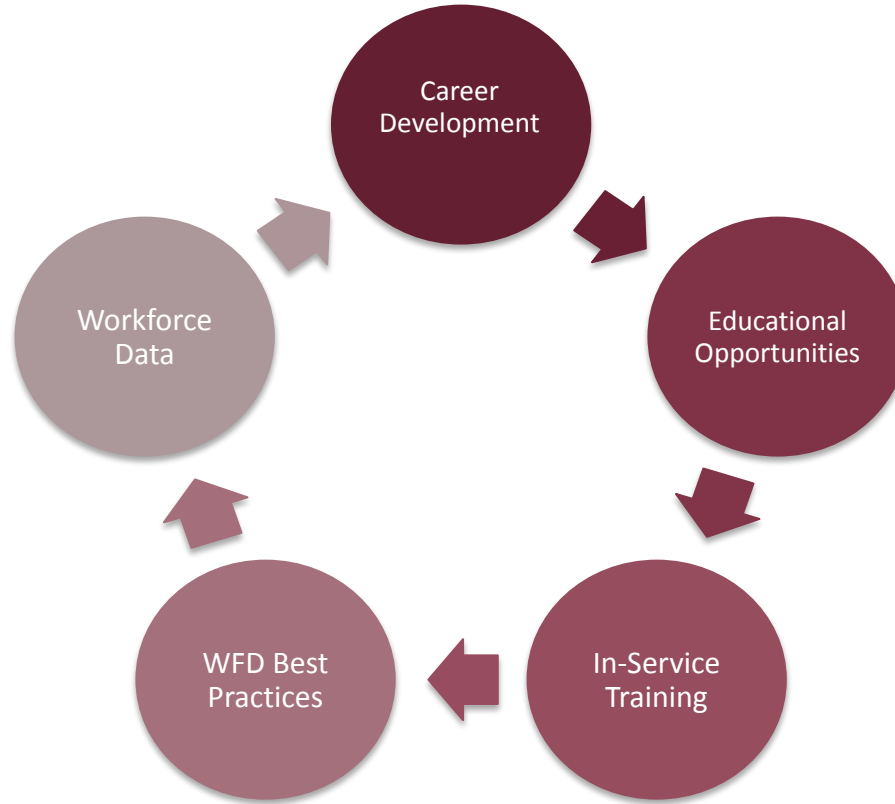 Career
Development
Educational
Opportunities
In-Service
Training
WFD Best
Practices
Workforce
Data